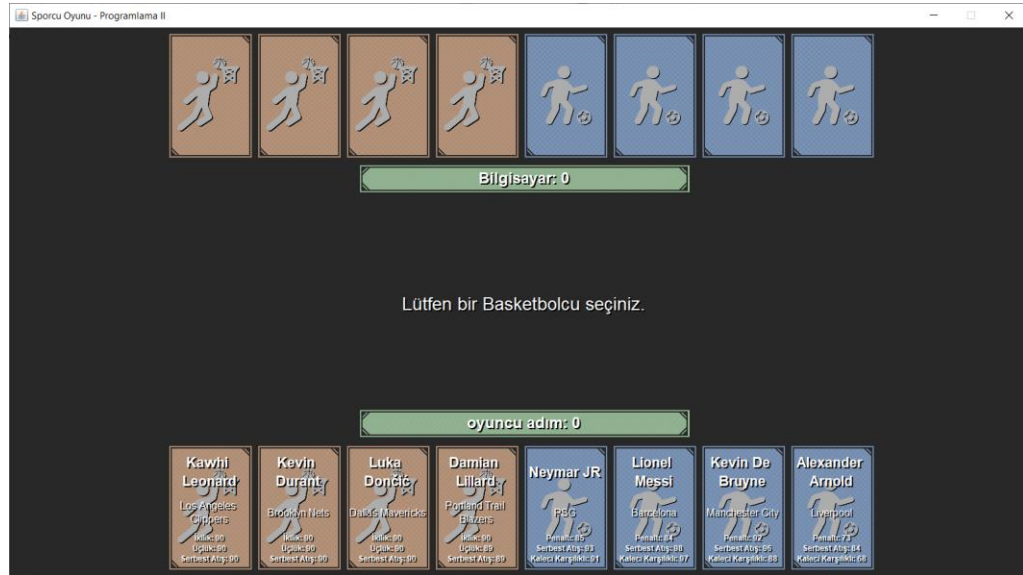 Sporcu Oyunu - Programlama II
Bilgisayar: 0
Lütfen bir Basketbolcu seçiniz.
oyuncu adım: 0
Kawhi
Leonard
Los Angeles
Clippers
İkilik: 90
Üçlük: 90
Serbest Atış: 90
Kevin
Durant
Brooklyn Nets
İkilik: 90
Üçlük: 90
Serbest Atış: 90
Luka
Dončić
Dallas Mavericks
İkilik: 90
Üçlük: 90
Serbest Atış: 90
Damian
Lillard
Portland Trail
Blazers
İkilik: 90
Üçlük: 89
Serbest Atış: 89
Neymar JR
PSG
Penaltı: 85
Serbest Atış: 93
Kaleci Karşılıklı: 91
Lionel
Messi
Barcelona
Penaltı: 84
Serbest Atış: 98
Kaleci Karşılıklı: 97
Kevin De
Bruyne
Manchester City
Penaltı: 92
Serbest Atış: 96
Kaleci Karşılıklı: 88
Alexander
Arnold
Liverpool
Penaltı: 73
Serbest Atış: 84
Kaleci Karşılıklı: 68